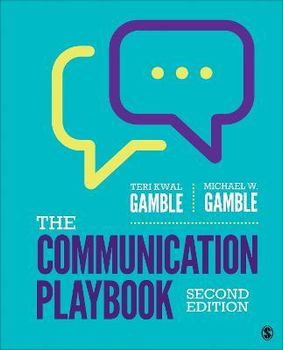 TERI KWAL
GAMBLE
MICHAEL W.
GAMBLE
THE
COMMUNICATION
PLAYBOOK
SECOND
EDITION